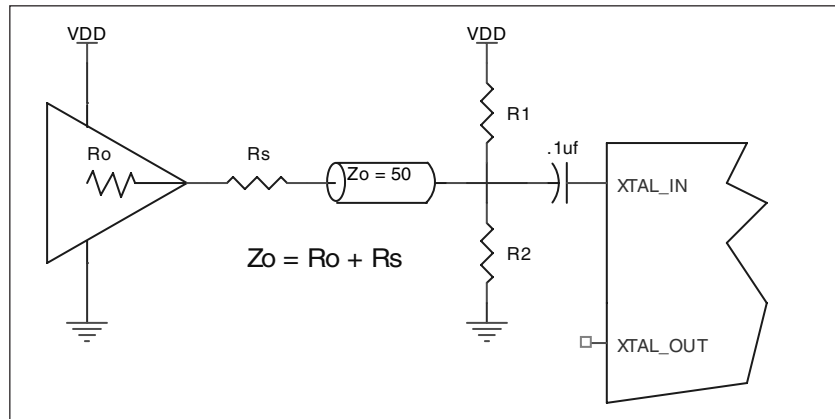 VDD
VDD
R1
Ro
Rs
Zo = 50
.1uf
XTAL_IN
Zo = Ro + Rs
R2
XTAL_OUT